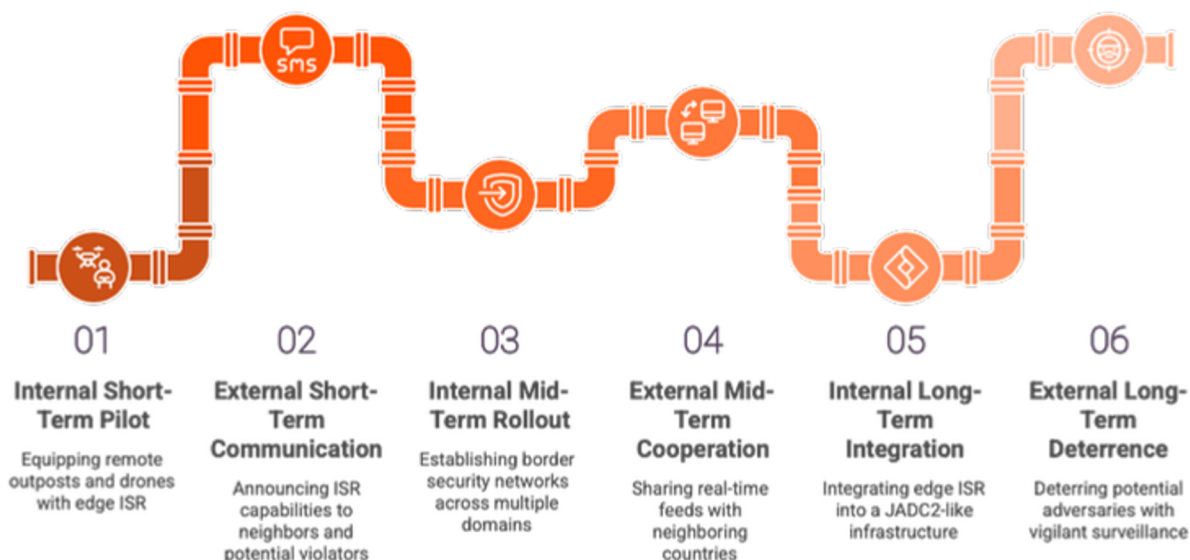 SMS
01
Internal Short-
Term Pilot
Equipping remote
outposts and drones
with edge ISR
02
External Short-
Term
Communication
Announcing ISR
capabilities to
neighbors and
potential violators
03
Internal Mid-
Term Rollout
Establishing border
security networks
across multiple
domains
04
External Mid-
Term
Cooperation
Sharing real-time
feeds with
neighboring
countries
05
Internal Long-
Term
Integration
Integrating edge ISR
into a JADC2-like
infrastructure
06
External Long-
Term
Deterrence
Deterring potential
adversaries with
vigilant surveillance